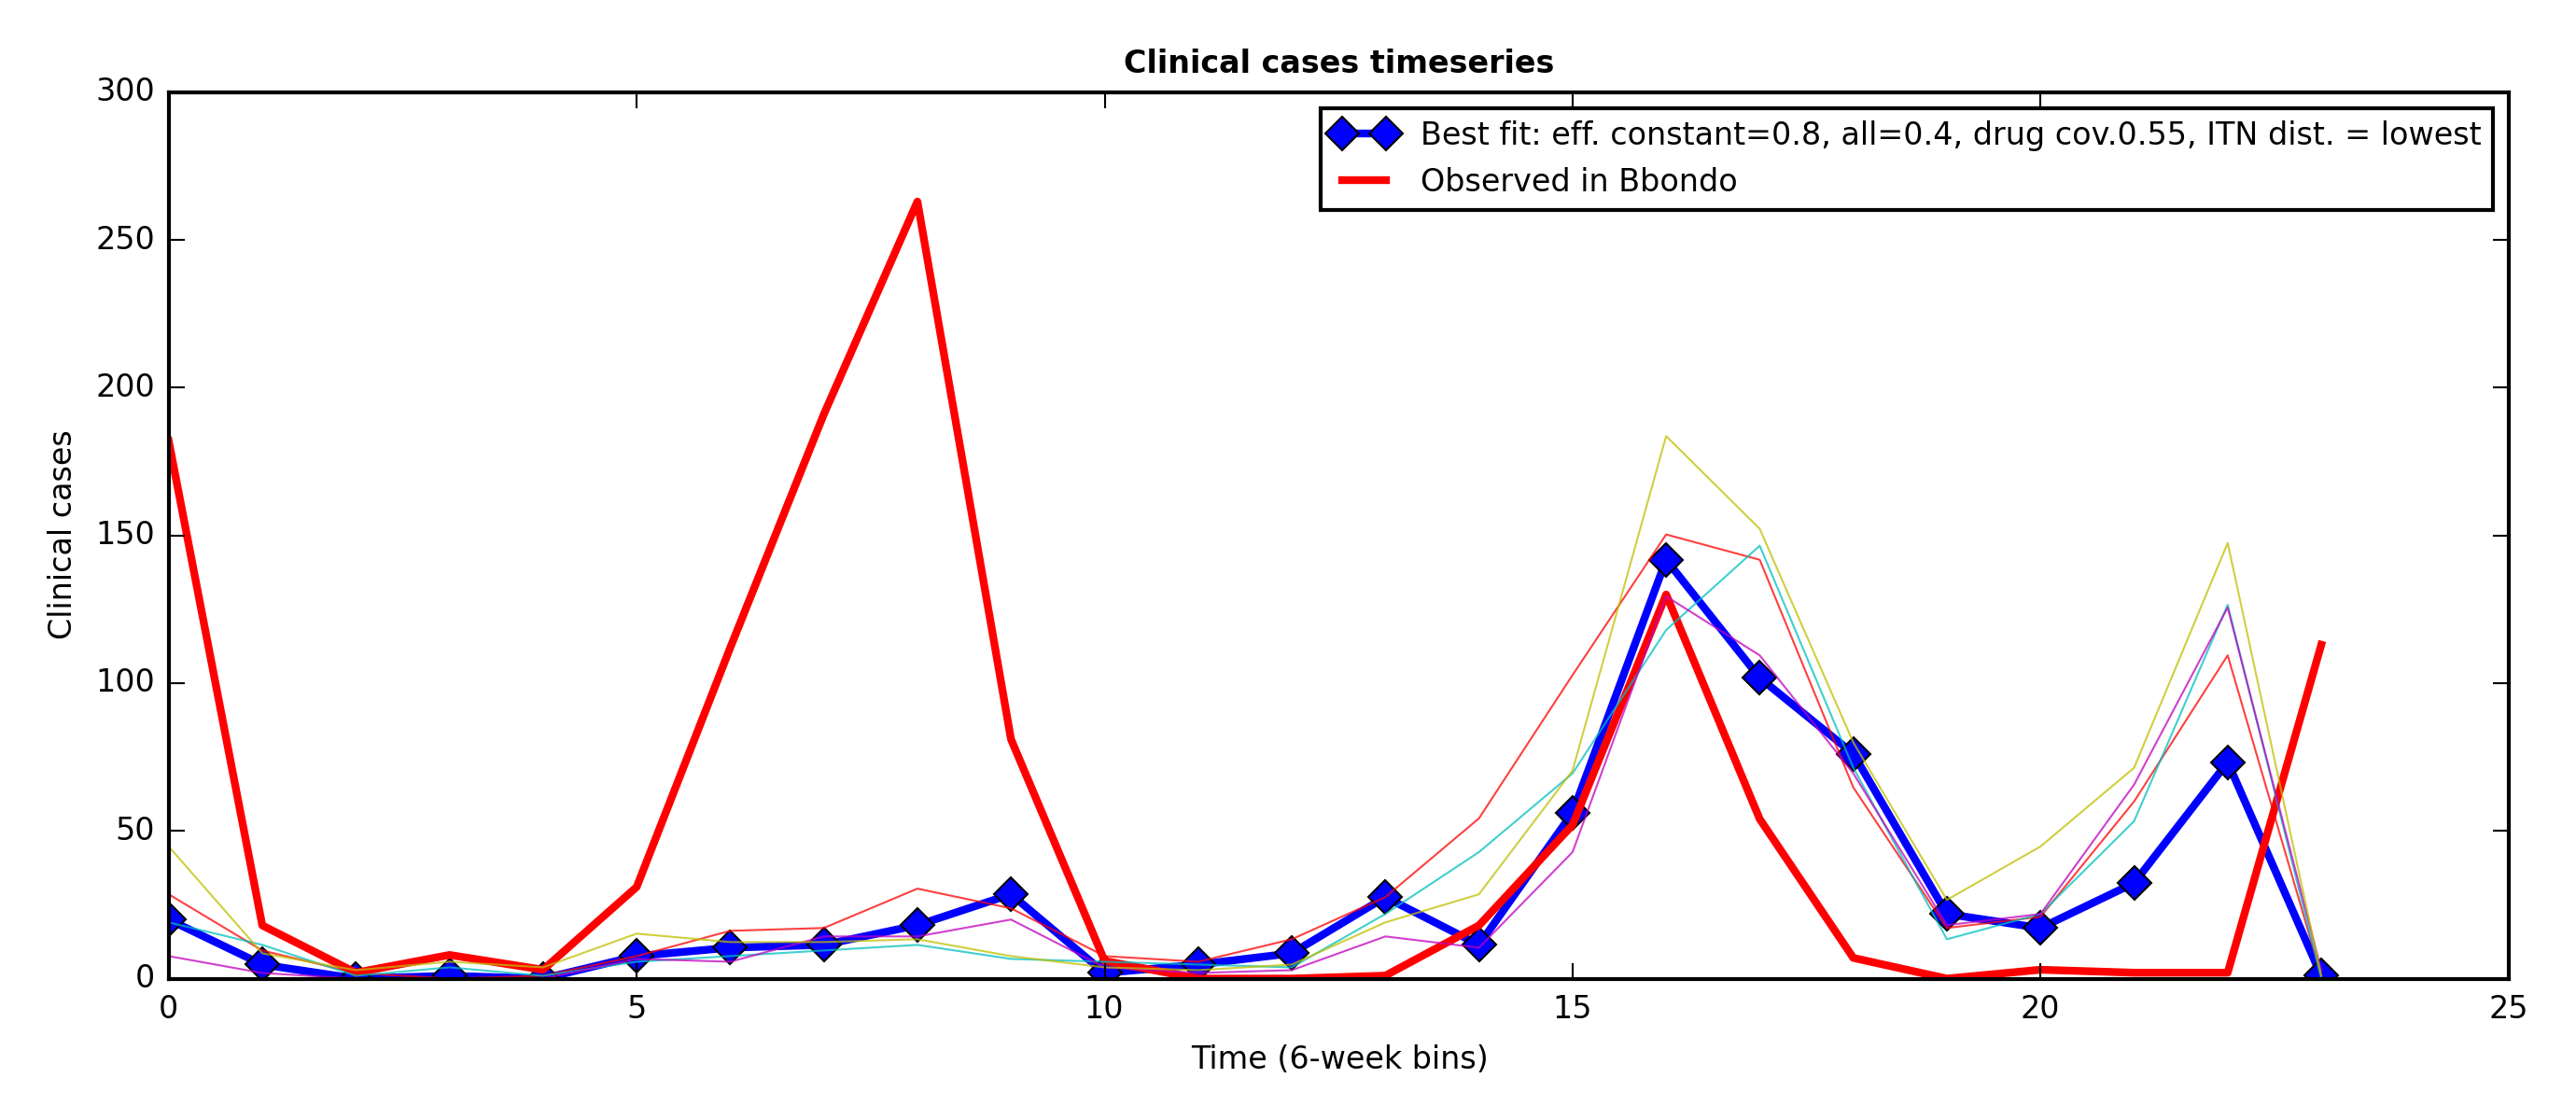 Clinical cases timeseries
300
250
200
150
100
50
0
Clinical cases
Best fit: eff. constant=0.8, all=0.4, drug cov.0.55, ITN dist. = lowest
Observed in Bbondo
0 5 10 15 20 25
Time (6-week bins)